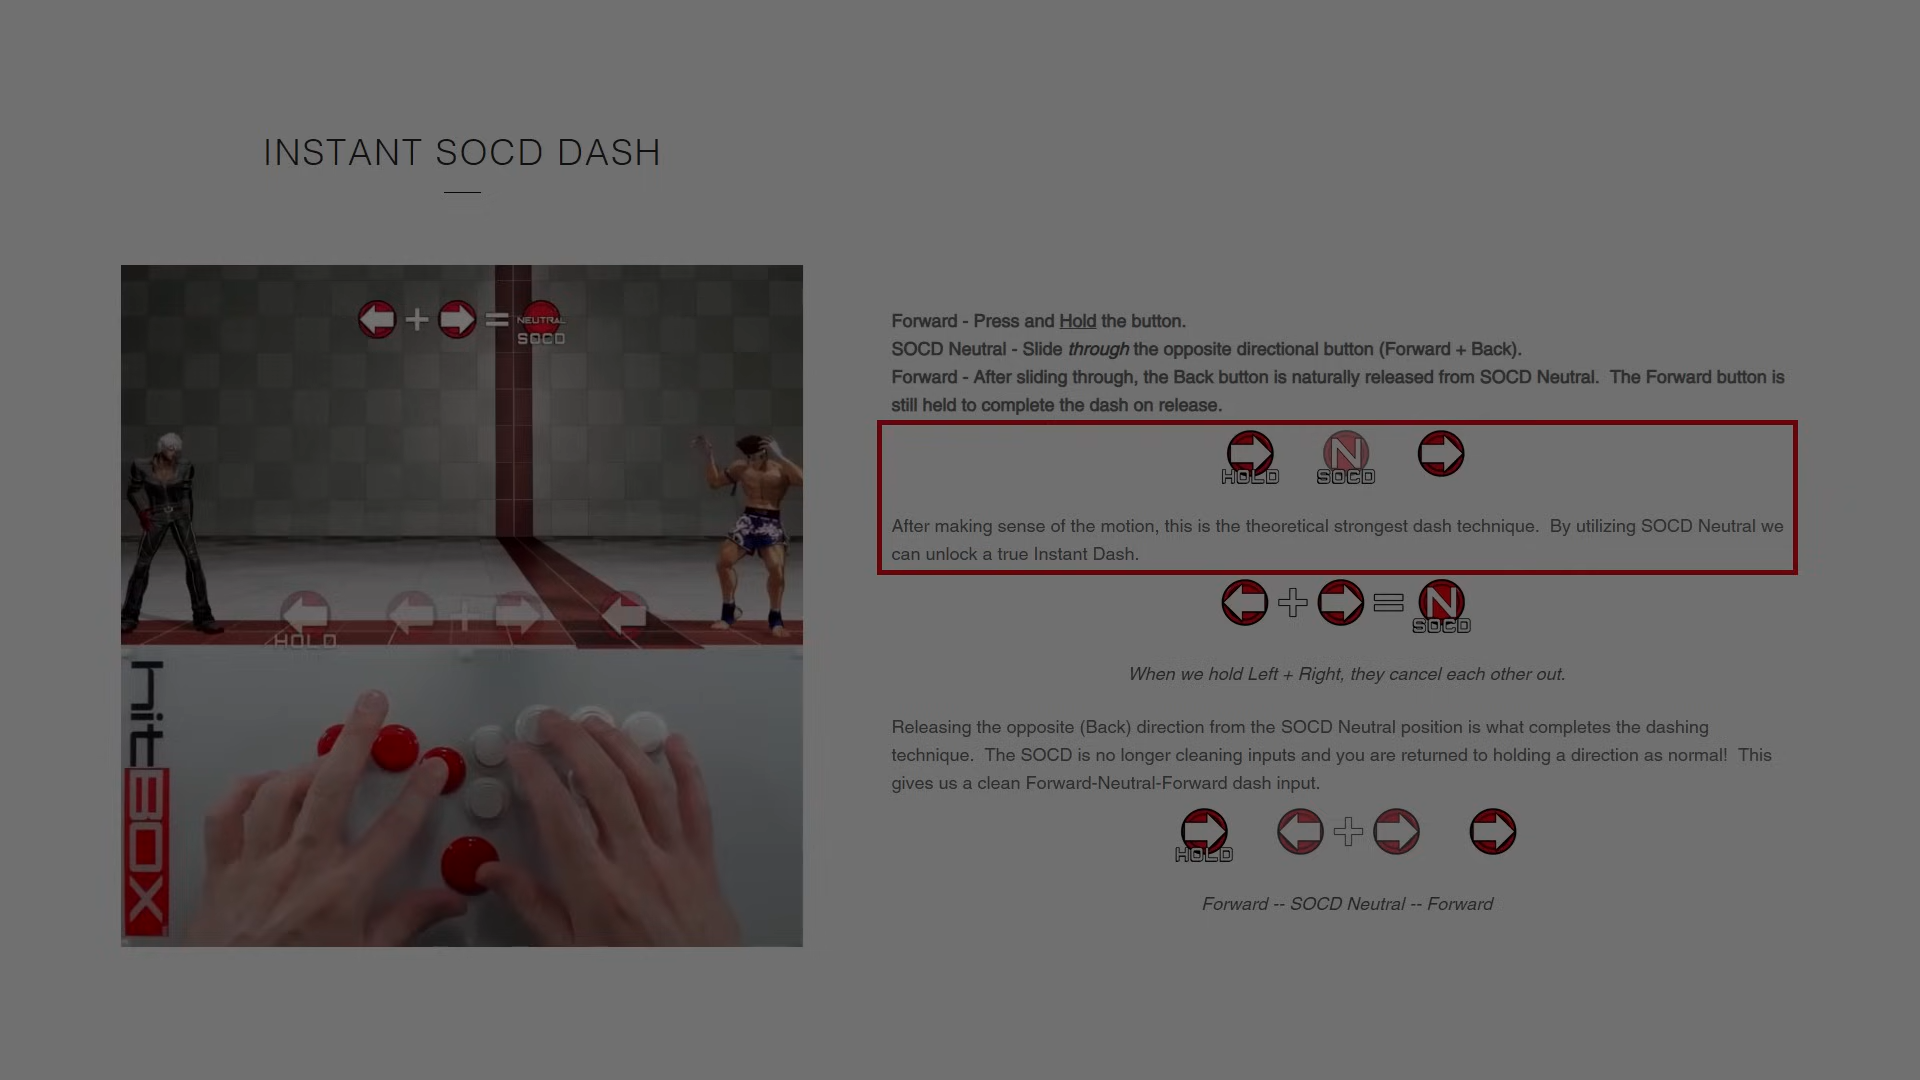 INSTANT SOCD DASH
NEUTRAL
SOCD
HOLD
hitBOX
Forward - Press and Hold the button.
SOCD Neutral - Slide through the opposite directional button (Forward + Back).
Forward - After sliding through, the Back button is naturally released from SOCD Neutral.  The Forward button is
still held to complete the dash on release.
N
HOLD SOCD
After making sense of the motion, this is the theoretical strongest dash technique.  By utilizing SOCD Neutral we
can unlock a true Instant Dash.
+ = N
SOCD
When we hold Left + Right, they cancel each other out.
Releasing the opposite (Back) direction from the SOCD Neutral position is what completes the dashing
technique.  The SOCD is no longer cleaning inputs and you are returned to holding a direction as normal!  This
gives us a clean Forward-Neutral-Forward dash input.
+
HOLD
Forward -- SOCD Neutral -- Forward